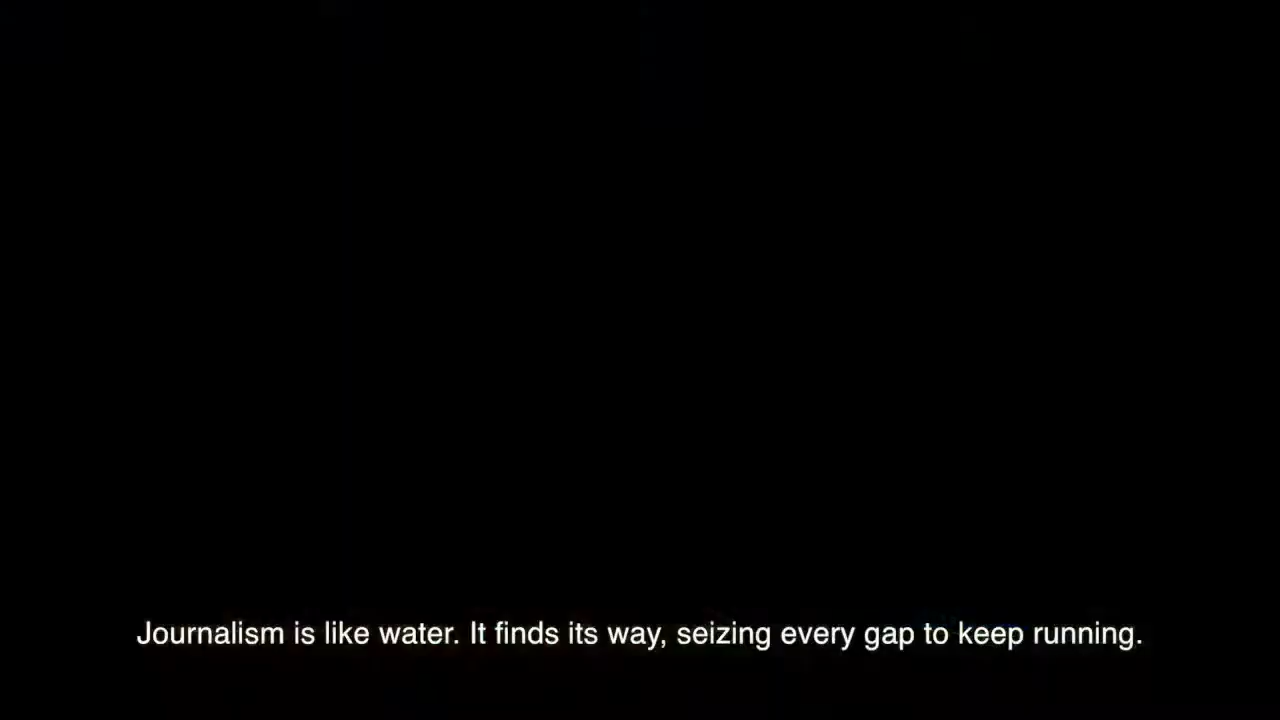 Journalism is like water. It finds its way, seizing every gap to keep running.